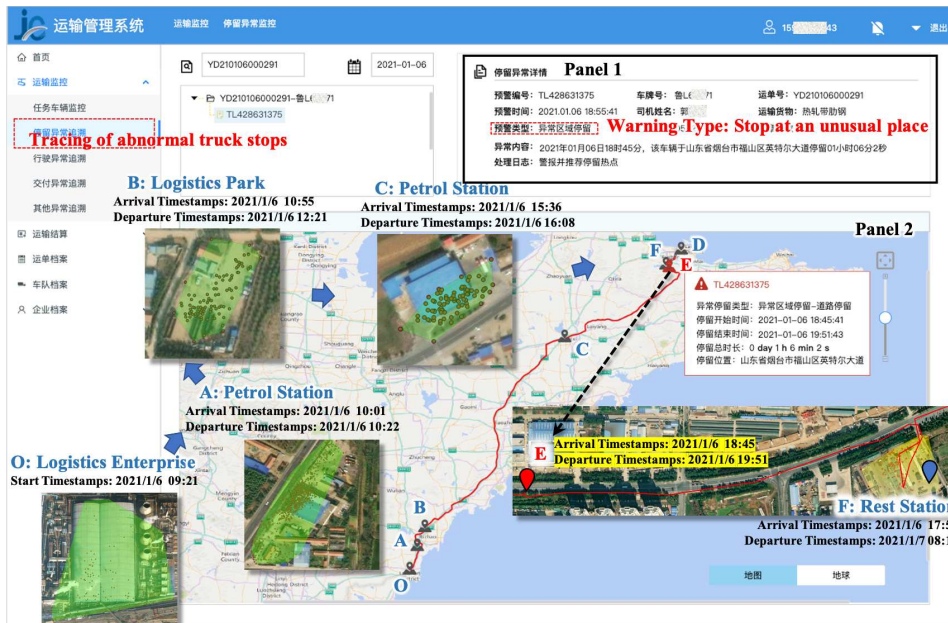 运输管理系统
运输监控 停留异常监控
15 43
退出
首页
运输监控
任务车辆监控
停留异常追溯
Tracing of abnormal truck stops
行驶异常追溯
交付异常追溯
其他异常追溯
运输结算
运单档案
车队档案
企业档案
YD210106000291
2021-01-06
YD210106000291-鲁L 71
TL428631375
停留异常详情 Panel 1
预警编号：TL428631375 车牌号：鲁L 71 运单号：YD210106000291
预警时间：2021.01.06 18:55:41 司机姓名：郭 运输货物：热轧带肋钢
预警类型：异常区域停留 Warning Type: Stop at an unusual place
异常内容：2021年01月06日18时45分，该车辆于山东省烟台市福山区英特尔大道停留01小时06分2秒
处理日志：警报并推荐停留热点
B: Logistics Park
Arrival Timestamps: 2021/1/6 10:55
Departure Timestamps: 2021/1/6 12:21
C: Petrol Station
Arrival Timestamps: 2021/1/6 15:36
Departure Timestamps: 2021/1/6 16:08
Panel 2
F D
E
TL428631375
异常停留类型：异常区域停留-道路停留
停留开始时间：2021-01-06 18:45:41
停留结束时间：2021-01-06 19:51:43
停留总时长：0 day 1 h 6 min 2 s
停留位置：山东省烟台市福山区英特尔大道
C
A: Petrol Station
Arrival Timestamps: 2021/1/6 10:01
Departure Timestamps: 2021/1/6 10:22
E
Arrival Timestamps: 2021/1/6 18:45
Departure Timestamps: 2021/1/6 19:51
O: Logistics Enterprise
Start Timestamps: 2021/1/6 09:21
B
A
O
F: Rest Station
Arrival Timestamps: 2021/1/6 17:5
Departure Timestamps: 2021/1/7 08:1
地图 地球